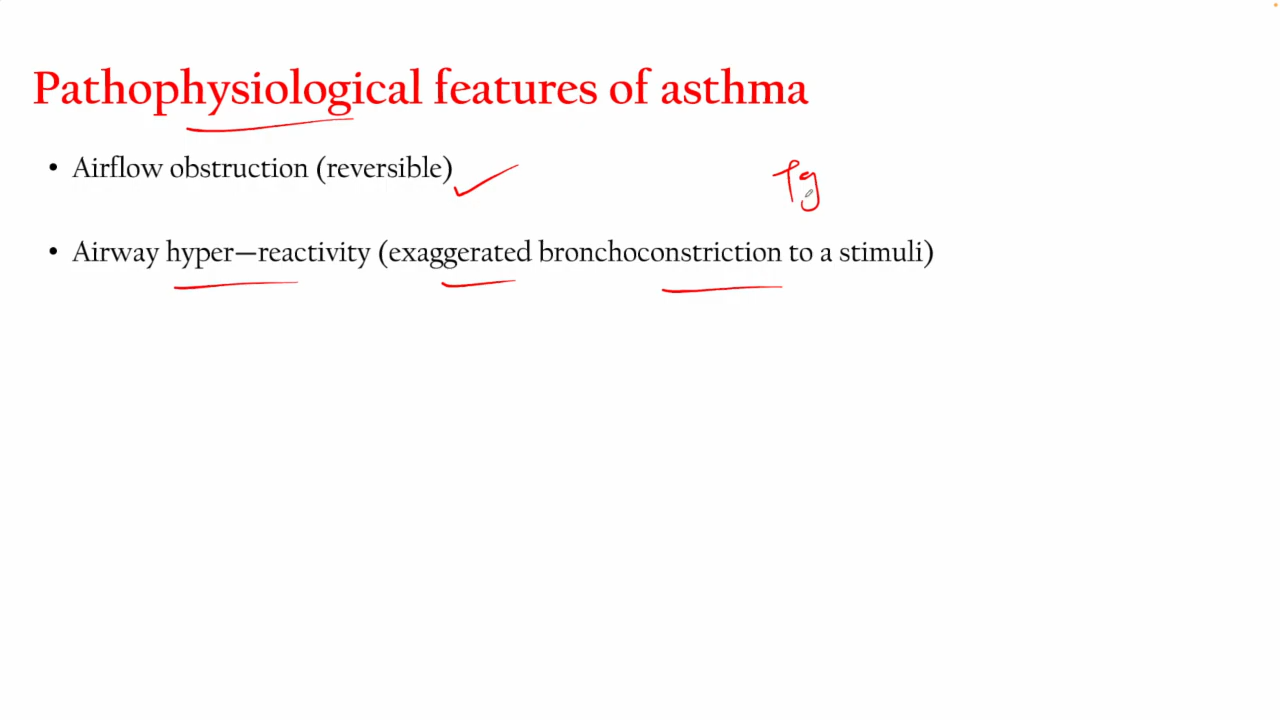 Pathophysiological features of asthma
• Airflow obstruction (reversible)
• Airway hyper—reactivity (exaggerated bronchoconstriction to a stimuli)